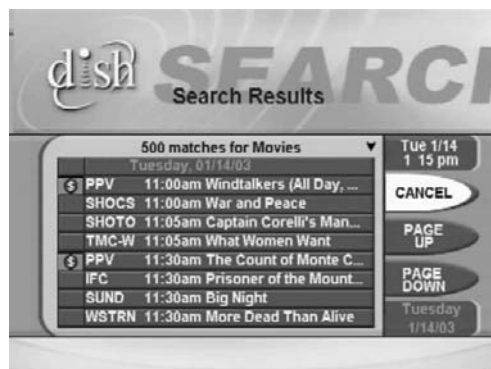 dish
SEARCH
Search Results
500 matches for Movies
Tuesday, 01/14/03
$ PPV 11:00am Windtalkers (All Day, ...
SHOCS 11:00am War and Peace
SHOTO 11:05am Captain Corelli's Man...
TMC-W 11:05am What Women Want
$ PPV 11:30am The Count of Monte C...
IFC 11:30am Prisoner of the Mount...
SUND 11:30am Big Night
WSTRN 11:30am More Dead Than Alive
Tue 1/14
1 15 pm
CANCEL
PAGE
UP
PAGE
DOWN
Tuesday
1/14/03